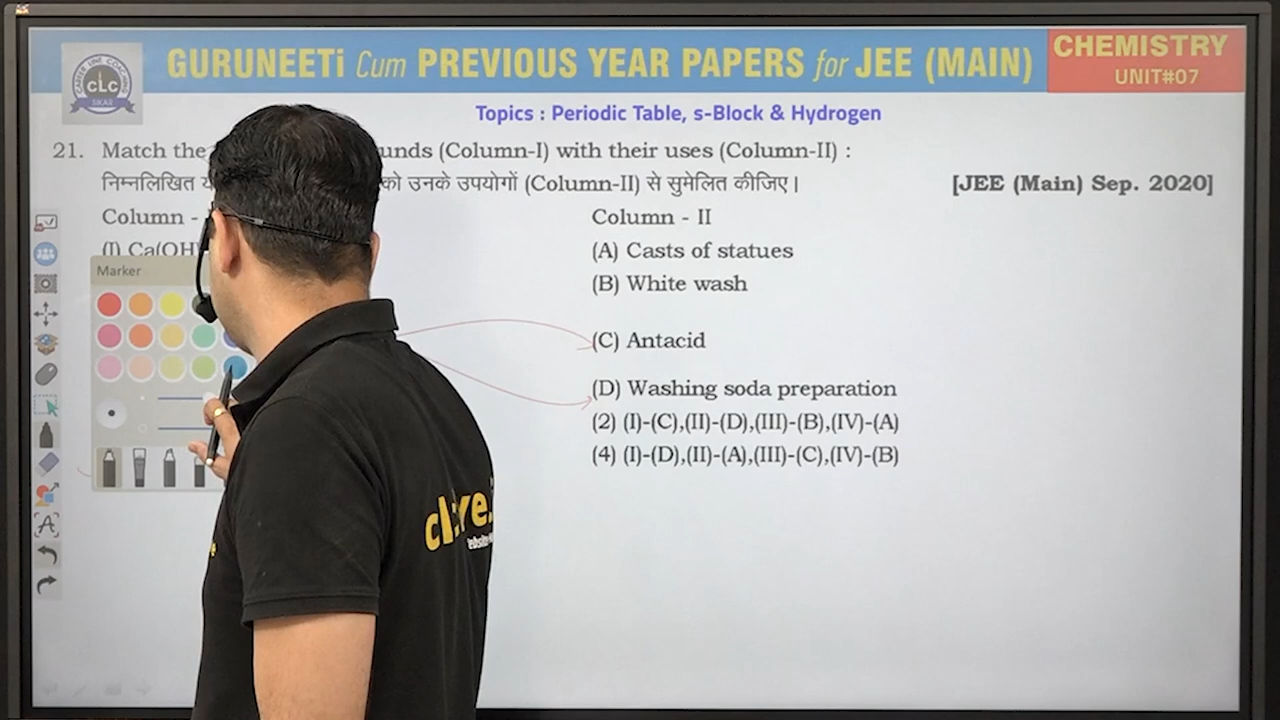 GURUNEETi Cum PREVIOUS YEAR PAPERS for JEE (MAIN)
CHEMISTRY
UNIT#07
CLC
SIKAR
Topics : Periodic Table, s-Block & Hydrogen
21. Match the unds (Column-I) with their uses (Column-II) :
निम्नलिखित को उनके उपयोगों (Column-II) से सुमेलित कीजिए। [JEE (Main) Sep. 2020]
Column - Column - II
(I) Ca(OH (A) Casts of statues
Marker
(B) White wash
(C) Antacid
(D) Washing soda preparation
(2) (I)-(C),(II)-(D),(III)-(B),(IV)-(A)
(4) (I)-(D),(II)-(A),(III)-(C),(IV)-(B)